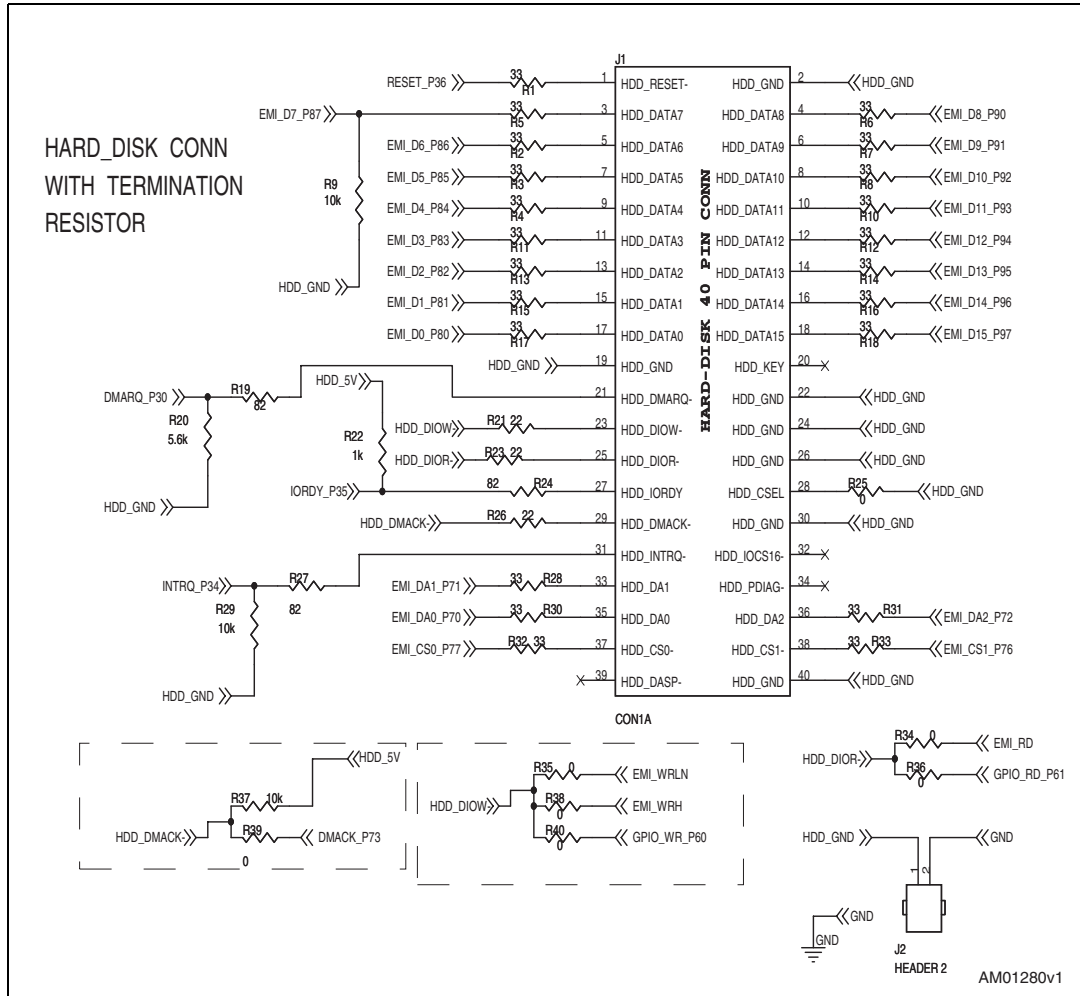 J1
RESET_P36 33 R1 1 HDD_RESET- HDD_GND 2 HDD_GND
EMI_D7_P87 33 R5 3 HDD_DATA7 HDD_DATA8 4 33 R6 EMI_D8_P90
EMI_D6_P86 33 R2 5 HDD_DATA6 HDD_DATA9 6 33 R7 EMI_D9_P91
EMI_D5_P85 33 R3 7 HDD_DATA5 HDD_DATA10 8 33 R8 EMI_D10_P92
EMI_D4_P84 33 R4 9 HDD_DATA4 HDD_DATA11 10 33 R10 EMI_D11_P93
EMI_D3_P83 33 R11 11 HDD_DATA3 HDD_DATA12 12 33 R12 EMI_D12_P94
EMI_D2_P82 33 R13 13 HDD_DATA2 HDD_DATA13 14 33 R14 EMI_D13_P95
EMI_D1_P81 33 R15 15 HDD_DATA1 HDD_DATA14 16 33 R16 EMI_D14_P96
EMI_D0_P80 33 R17 17 HDD_DATA0 HDD_DATA15 18 33 R18 EMI_D15_P97
HARD_DISK CONN
WITH TERMINATION
RESISTOR
R9
10k
HDD_GND
HARD-DISK 40 PIN CONN
HDD_GND 19 HDD_GND HDD_KEY 20
DMARQ_P30 R19 82 21 HDD_DMARQ- HDD_GND 22 HDD_GND
R20
5.6k
HDD_GND
HDD_5V
R22
1k
HDD_DIOW- R21 22 23 HDD_DIOW- HDD_GND 24 HDD_GND
HDD_DIOR- R23 22 25 HDD_DIOR- HDD_GND 26 HDD_GND
IORDY_P35 82 R24 27 HDD_IORDY HDD_CSEL 28 R25 0 HDD_GND
HDD_DMACK- R26 22 29 HDD_DMACK- HDD_GND 30 HDD_GND
INTRQ_P34 R27 82 31 HDD_INTRQ- HDD_IOCS16- 32
R29
10k
HDD_GND
EMI_DA1_P71 33 R28 33 HDD_DA1 HDD_PDIAG- 34
EMI_DA0_P70 33 R30 35 HDD_DA0 HDD_DA2 36 33 R31 EMI_DA2_P72
EMI_CS0_P77 R32 33 37 HDD_CS0- HDD_CS1- 38 33 R33 EMI_CS1_P76
39 HDD_DASP- HDD_GND 40 HDD_GND
CON1A
HDD_5V
R37 10k
HDD_DMACK- R39 DMACK_P73
0
R35 0 EMI_WRLN
HDD_DIOW- R38 0 EMI_WRH
R40 0 GPIO_WR_P60
R34 0 EMI_RD
HDD_DIOR- R36 0 GPIO_RD_P61
HDD_GND GND
1 2
GND
GND
J2
HEADER 2
AM01280v1